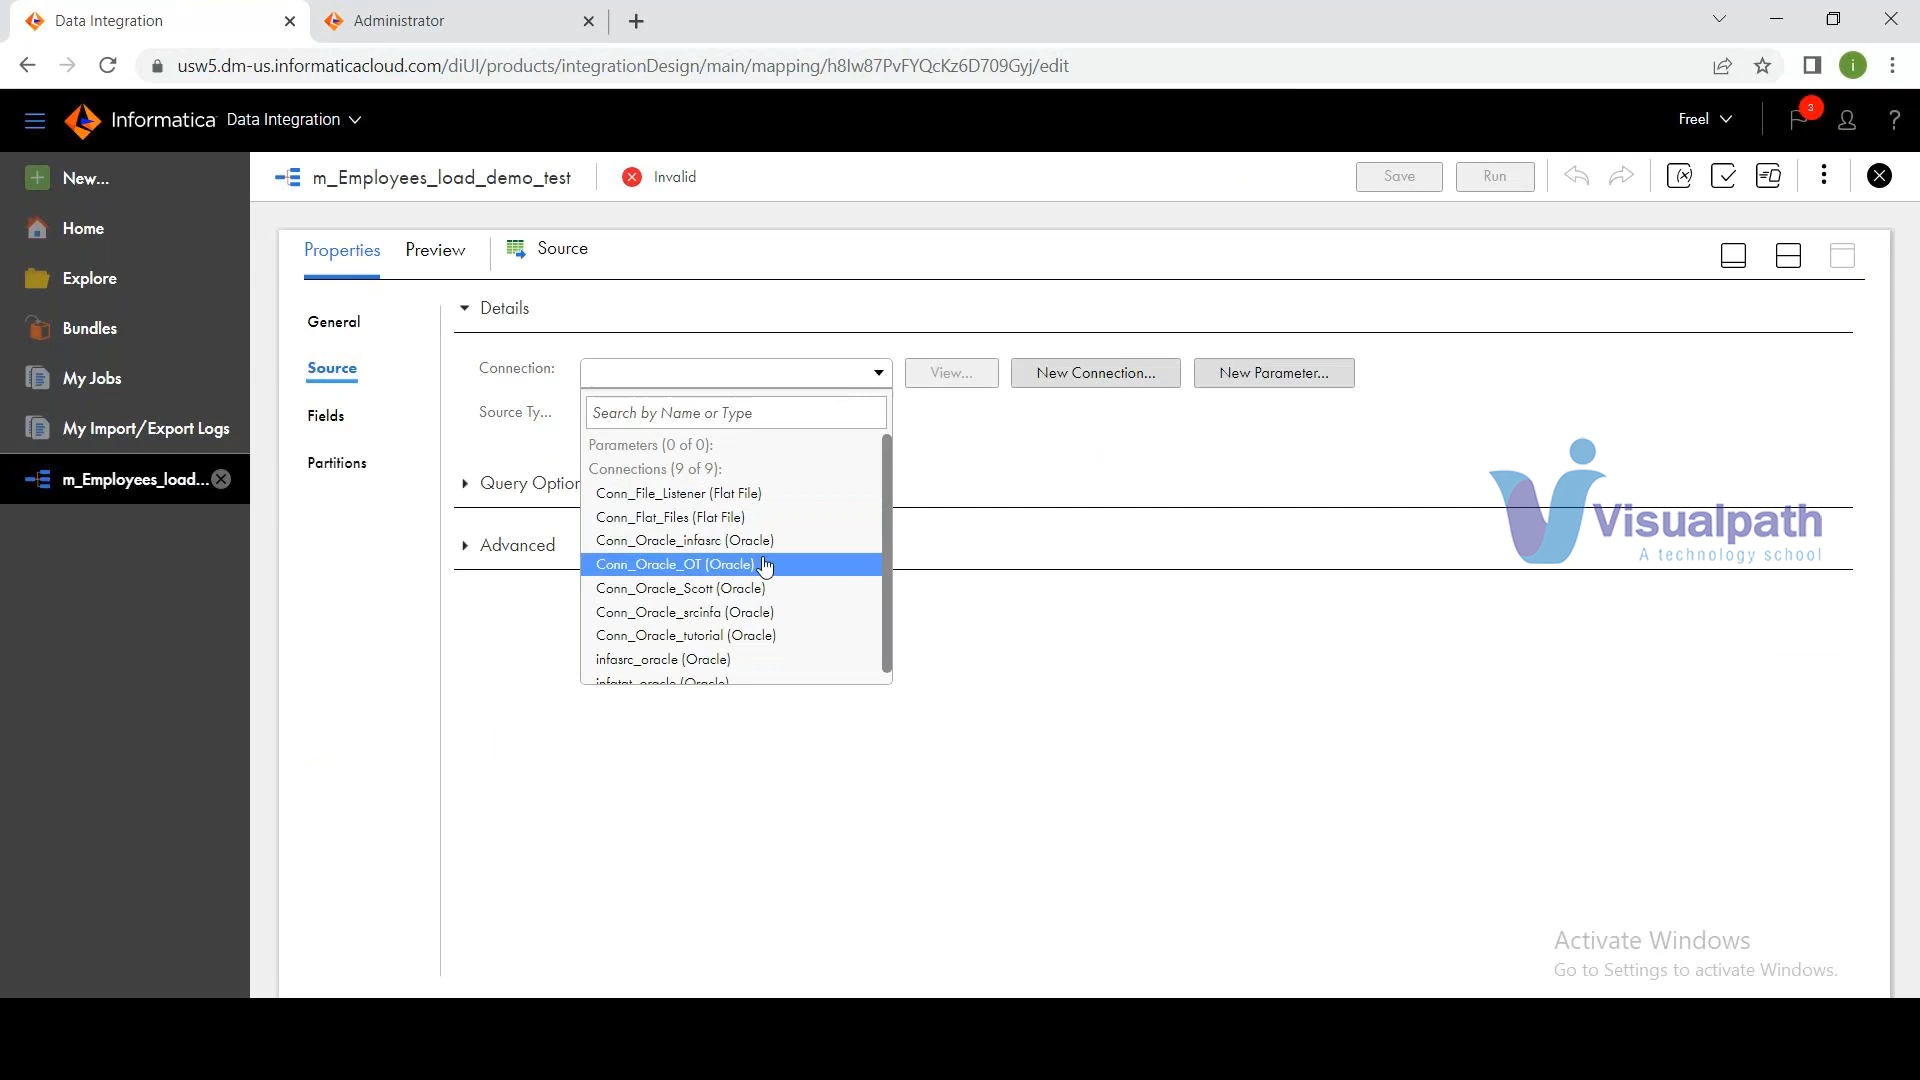 Data Integration
Administrator
usw5.dm-us.informaticacloud.com/diUI/products/integrationDesign/main/mapping/h8lw87PvFYQcKz6D709Gyj/edit
i
Informatica Data Integration
Freel
3
?
New...
Home
Explore
Bundles
My Jobs
My Import/Export Logs
m_Employees_load...
m_Employees_load_demo_test
Invalid
Save
Run
Properties
Preview
Source
General
Source
Fields
Partitions
Details
Connection:
View...
New Connection...
New Parameter...
Source Ty...
Search by Name or Type
Parameters (0 of 0):
Connections (9 of 9):
Conn_File_Listener (Flat File)
Conn_Flat_Files (Flat File)
Conn_Oracle_infasrc (Oracle)
Conn_Oracle_OT (Oracle)
Conn_Oracle_Scott (Oracle)
Conn_Oracle_srcinfa (Oracle)
Conn_Oracle_tutorial (Oracle)
infasrc_oracle (Oracle)
Query Option
Advanced
Visualpath
A technology school
Activate Windows
Go to Settings to activate Windows.